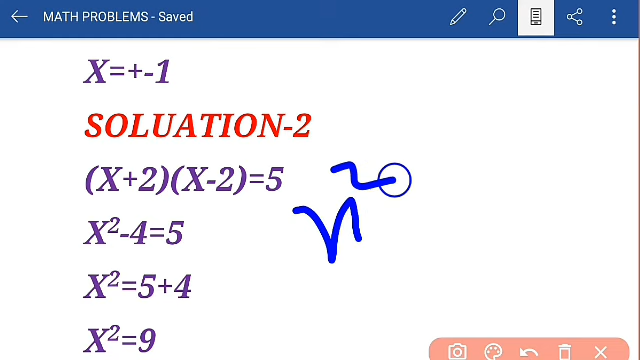 MATH PROBLEMS - Saved
X=+-1
SOLUATION-2
(X+2)(X-2)=5
X²-4=5
X²=5+4
X²=9